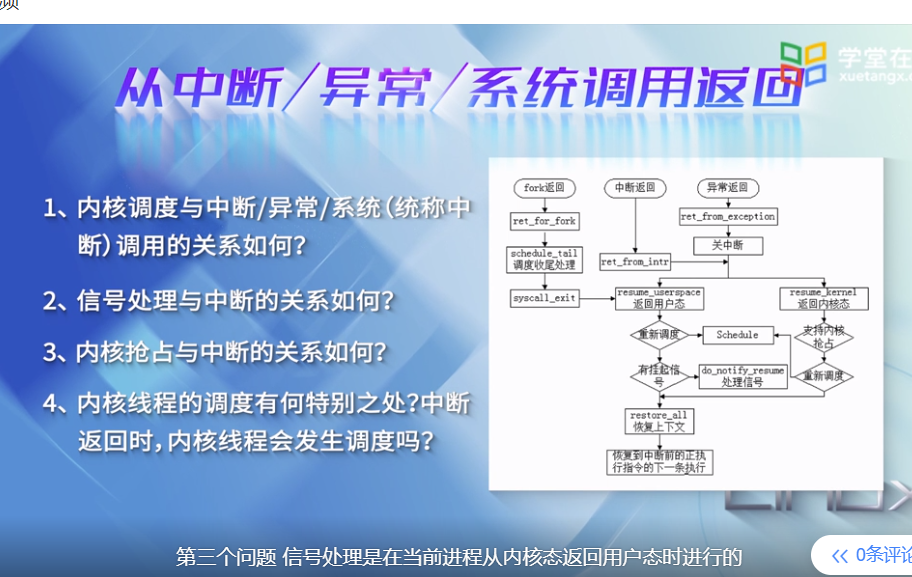 从中断/异常/系统调用返回
学堂在
xuetangx.c
1、内核调度与中断/异常/系统(统称中
断)调用的关系如何?
2、信号处理与中断的关系如何?
3、内核抢占与中断的关系如何?
4、内核线程的调度有何特别之处?中断
返回时,内核线程会发生调度吗?
fork返回
中断返回
异常返回
ret_for_fork
ret_from_exception
关中断
schedule_tail
调度收尾处理
ret_from_intr
syscall_exit
resume_userspace
返回用户态
resume_kernel
返回内核态
重新调度
Schedule
支持内核
抢占
有挂起信
号
do_notify_resume
处理信号
重新调度
restore_all
恢复上下文
恢复到中断前的正执
行指令的下一条执行
第三个问题 信号处理是在当前进程从内核态返回用户态时进行的
0条评论